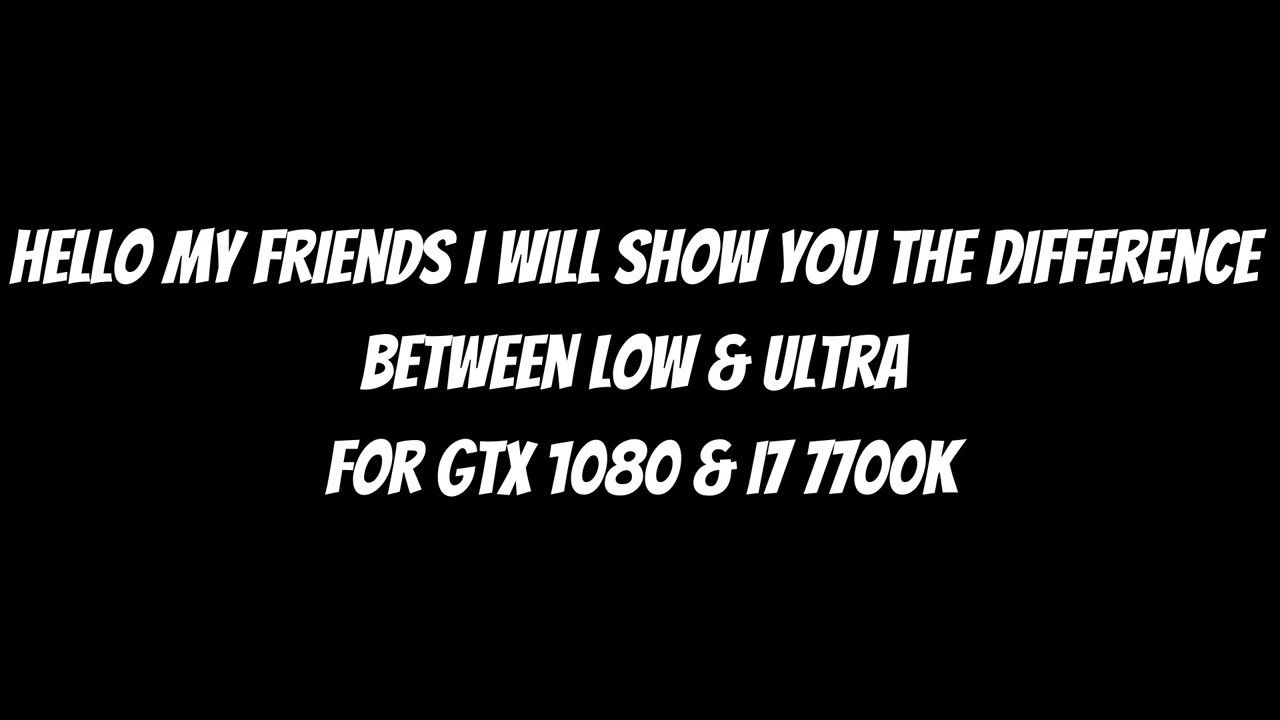 HELLO MY FRIENDS I WILL SHOW YOU THE DIFFERENCE
BETWEEN LOW & ULTRA
FOR GTX 1080 & I7 7700K